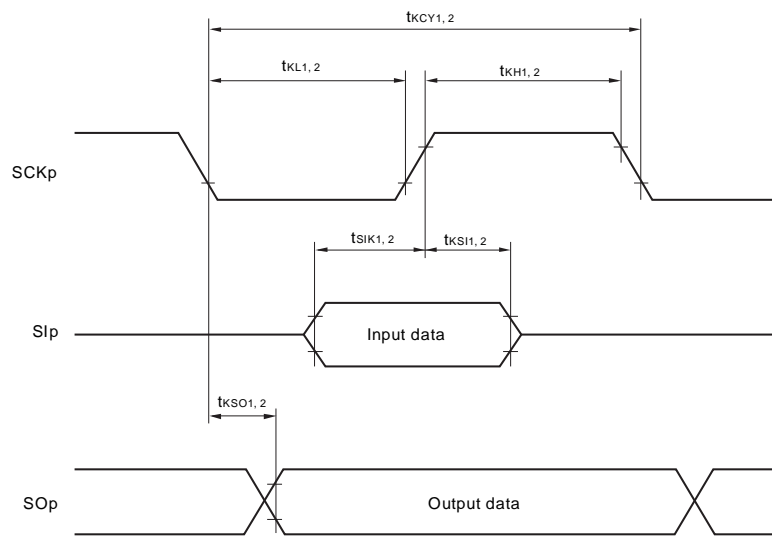 tKCY1, 2
tKL1, 2
tKH1, 2
SCKp
tSIK1, 2
tKSI1, 2
SIp
Input data
tKSO1, 2
SOp
Output data